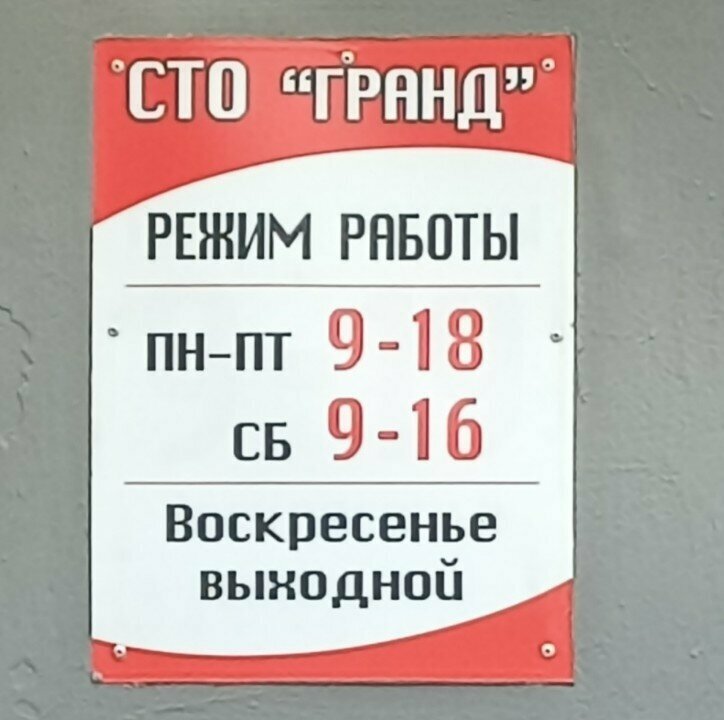 СТО “ГРАНД”
РЕЖИМ РАБОТЫ
ПН-ПТ 9-18
СБ 9-16
Воскресенье
выходной